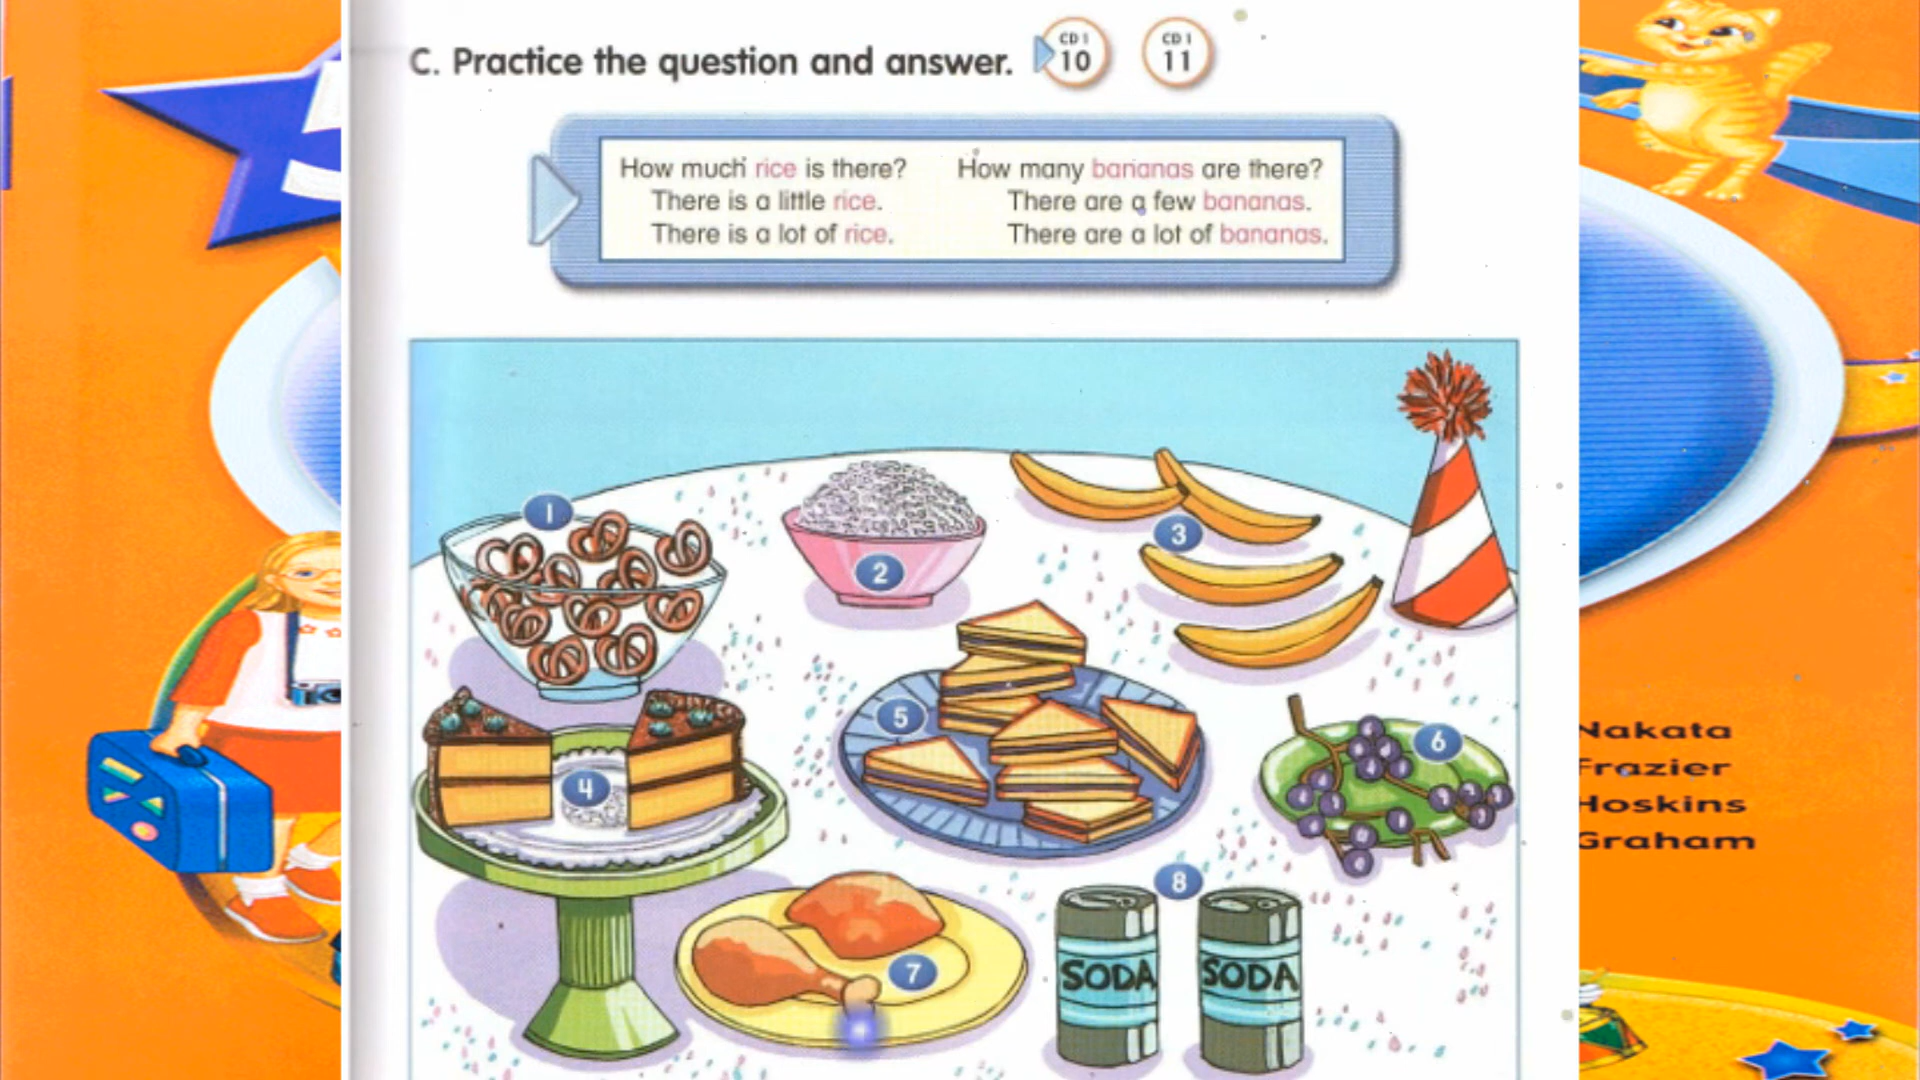 C. Practice the question and answer.
CD 1
10
CD 1
11
How much rice is there?
There is a little rice.
There is a lot of rice.
How many bananas are there?
There are a few bananas.
There are a lot of bananas.
1
2
3
4
5
6
7
8
SODA
SODA
Nakata
Frazier
Hoskins
Graham